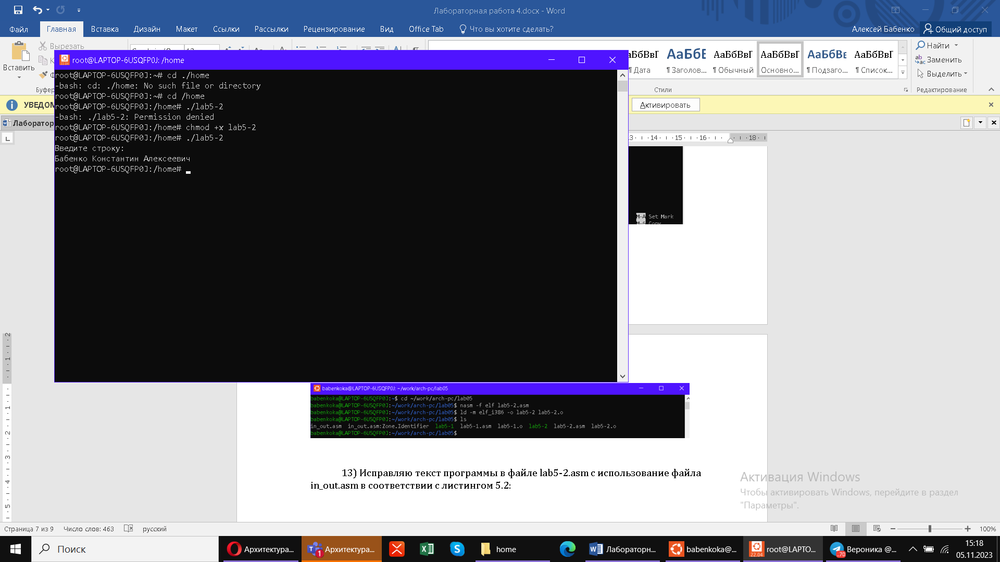 Лабораторная работа 4.docx - Word
Файл Главная Вставка Дизайн Макет Ссылки Рассылки Рецензирование Вид Office Tab Что вы хотите сделать? Алексей Бабенко Общий доступ
Вырезать
Вставить
Буфер
root@LAPTOP-6USQFP0J: /home
root@LAPTOP-6USQFP0J:~# cd ./home
-bash: cd: ./home: No such file or directory
root@LAPTOP-6USQFP0J:~# cd /home
root@LAPTOP-6USQFP0J:/home# ./lab5-2
-bash: ./lab5-2: Permission denied
root@LAPTOP-6USQFP0J:/home# chmod +x lab5-2
root@LAPTOP-6USQFP0J:/home# ./lab5-2
Введите строку:
Бабенко Константин Алексеевич
root@LAPTOP-6USQFP0J:/home#
АаБбВвГ АаБбВвГ АаБбВвГ АаБбВв АаБбВвГ
¶ Дата ¶ Заголов... ¶ Обычный Осно­вно... ¶ Подзаго... ¶ Список...
Стили
Найти
Заменить
Выделить
Редактирование
УВЕДОМ
Активировать
Лаборатор
13 14 15 16 18
M-A Set Mark
M-6 Copy
babenkoka@LAPTOP-6USQFP0J: ~/work/arch-pc/lab05
babenkoka@LAPTOP-6USQFP0J:~$ cd ~/work/arch-pc/lab05
babenkoka@LAPTOP-6USQFP0J:~/work/arch-pc/lab05$ nasm -f elf lab5-2.asm
babenkoka@LAPTOP-6USQFP0J:~/work/arch-pc/lab05$ ld -m elf_i386 -o lab5-2 lab5-2.o
babenkoka@LAPTOP-6USQFP0J:~/work/arch-pc/lab05$ ls
in_out.asm in_out.asm:Zone.Identifier lab5-1 lab5-1.asm lab5-1.o lab5-2 lab5-2.asm lab5-2.o
babenkoka@LAPTOP-6USQFP0J:~/work/arch-pc/lab05$
13) Исправляю текст программы в файле lab5-2.asm с использование файла
in_out.asm в соответствии с листингом 5.2:
Активация Windows
Чтобы активировать Windows, перейдите в раздел
"Параметры".
Страница 7 из 9 Число слов: 463 русский 100%
Поиск Архитектура... Архитектура... home Лабораторн... babenkoka@... root@LAPTO... Вероника @...
15:18
05.11.2023